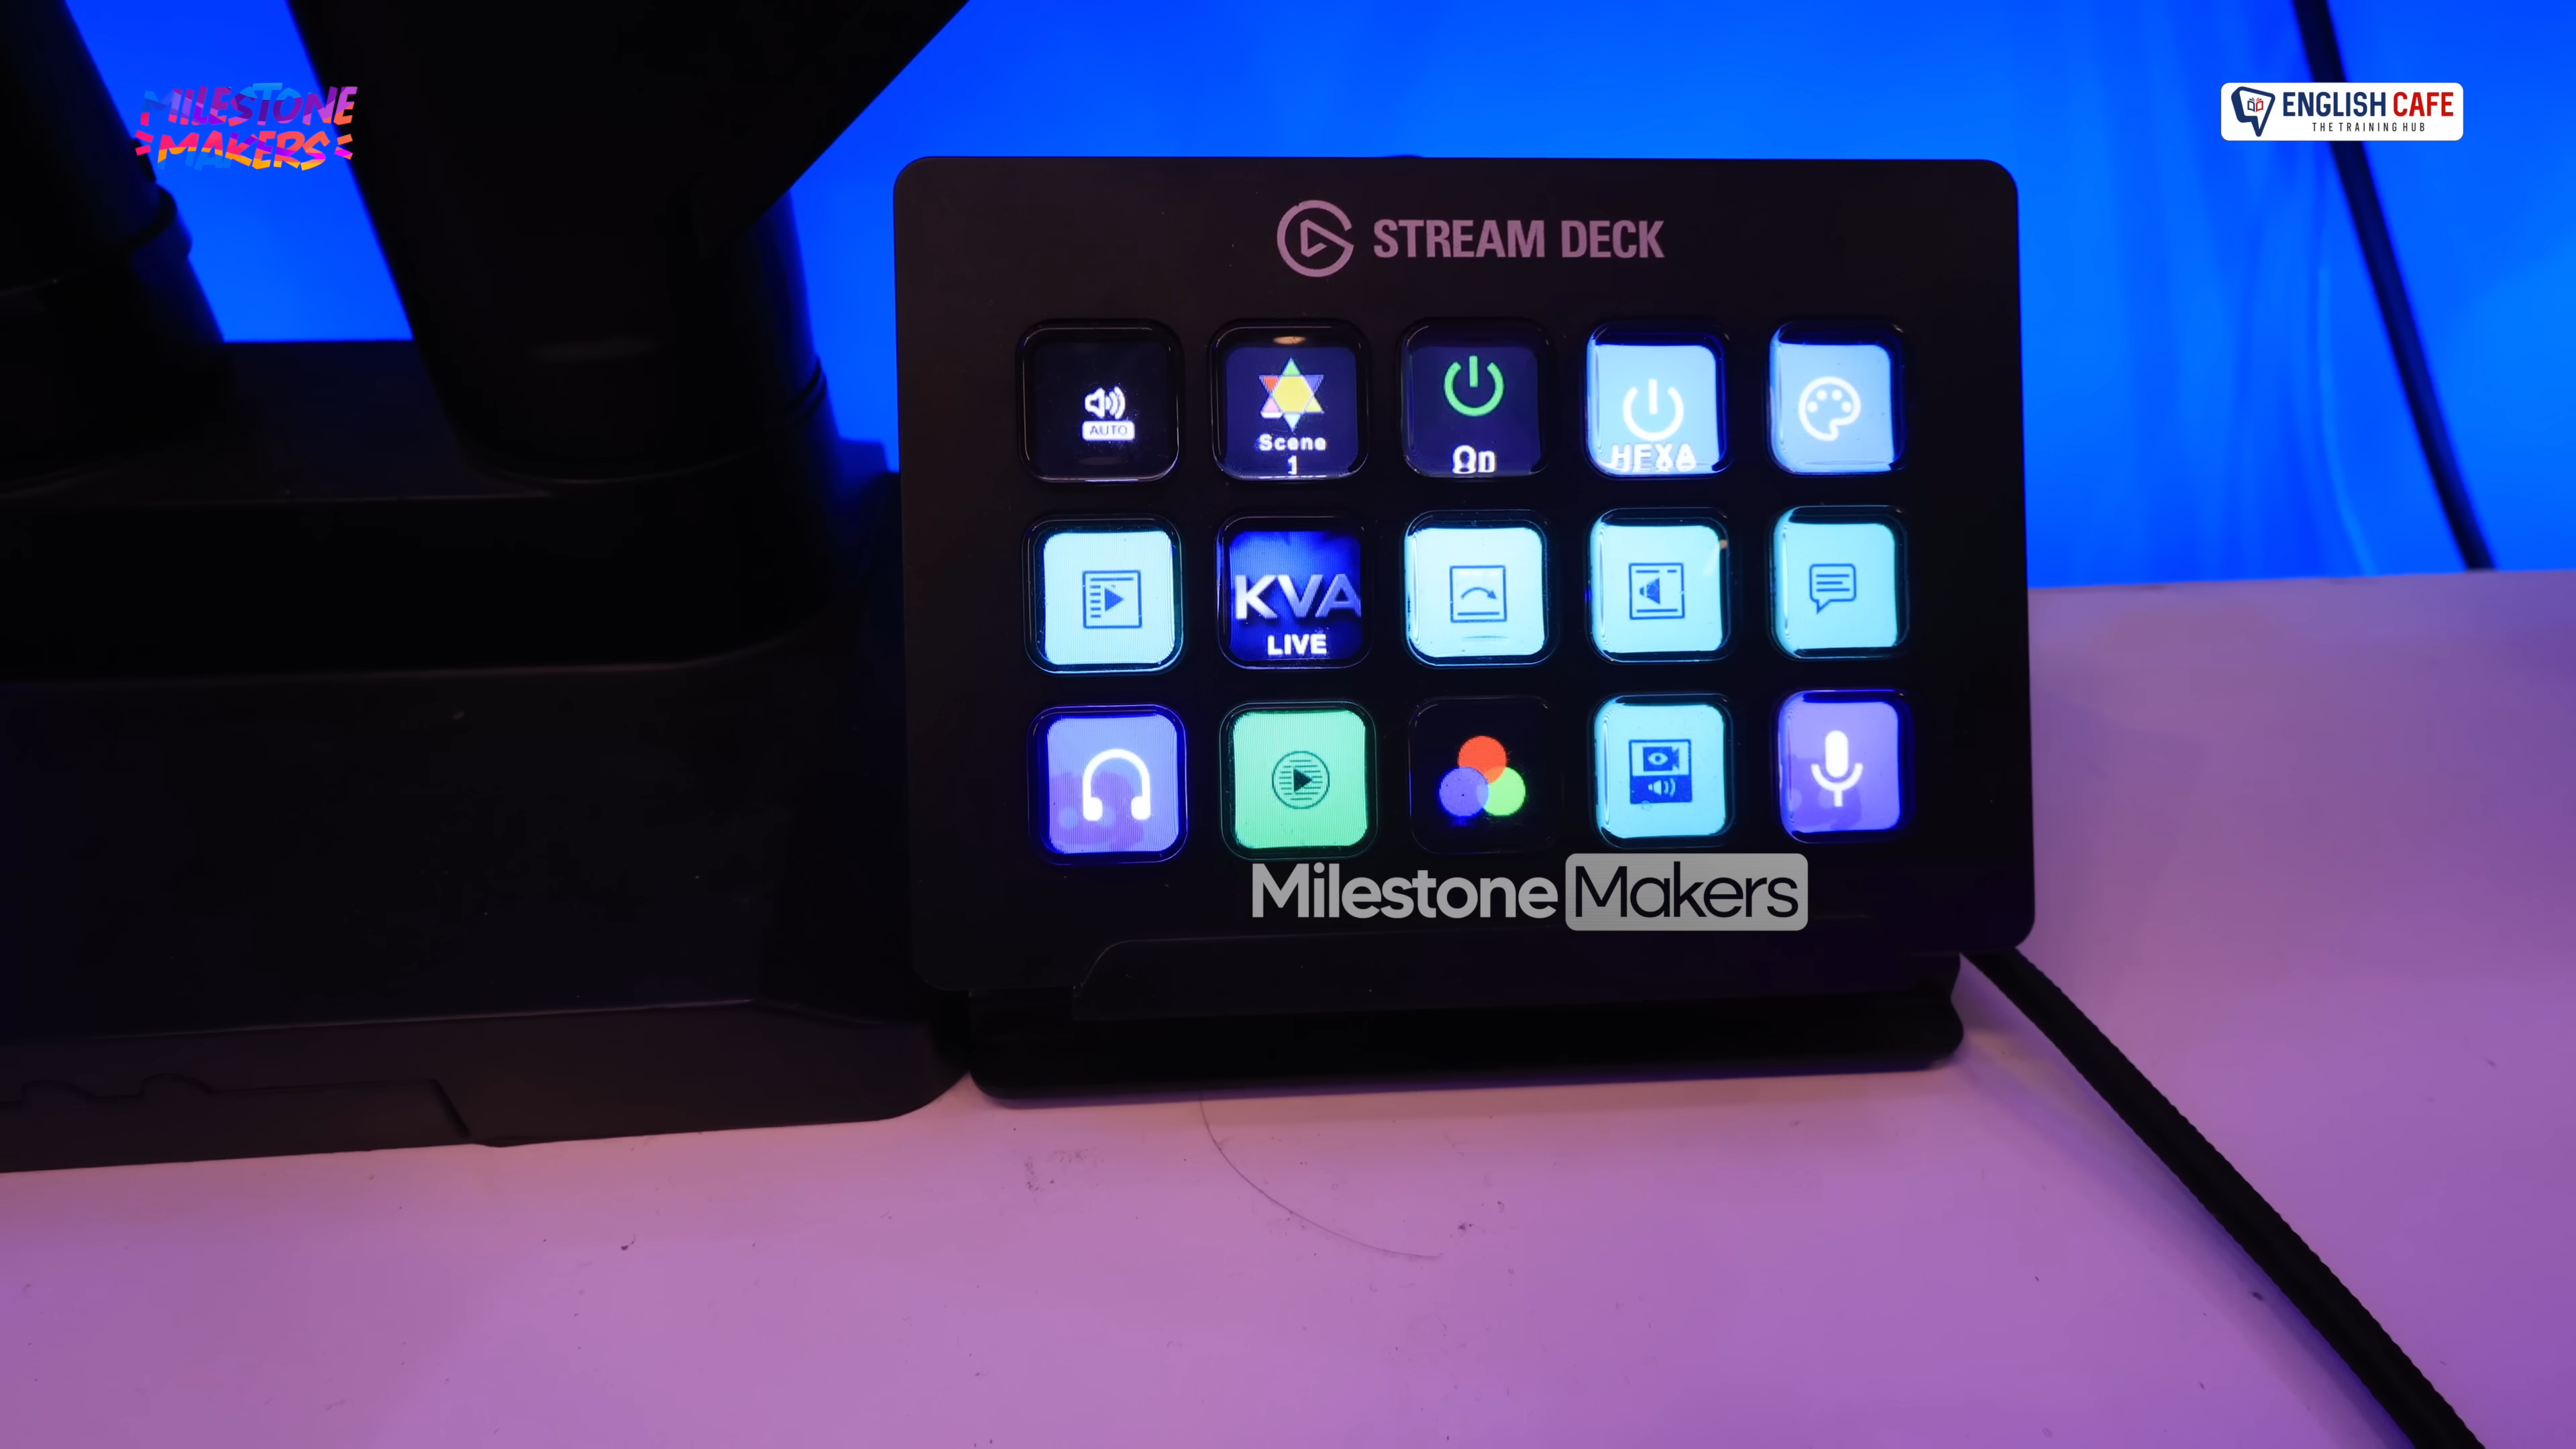 MILESTONE
MAKERS
ENGLISH CAFE
THE TRAINING HUB
STREAM DECK
AUTO
Scene
1
On
HEXA
KVA
LIVE
Milestone Makers